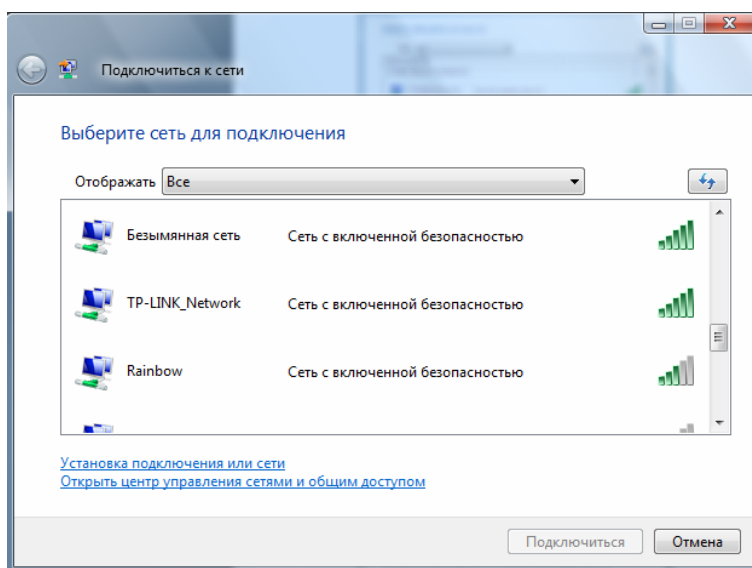 Подключиться к сети
Выберите сеть для подключения
Отображать Все
Безымянная сеть Сеть с включенной безопасностью
TP-LINK_Network Сеть с включенной безопасностью
Rainbow Сеть с включенной безопасностью
Установка подключения или сети
Открыть центр управления сетями и общим доступом
Подключиться Отмена